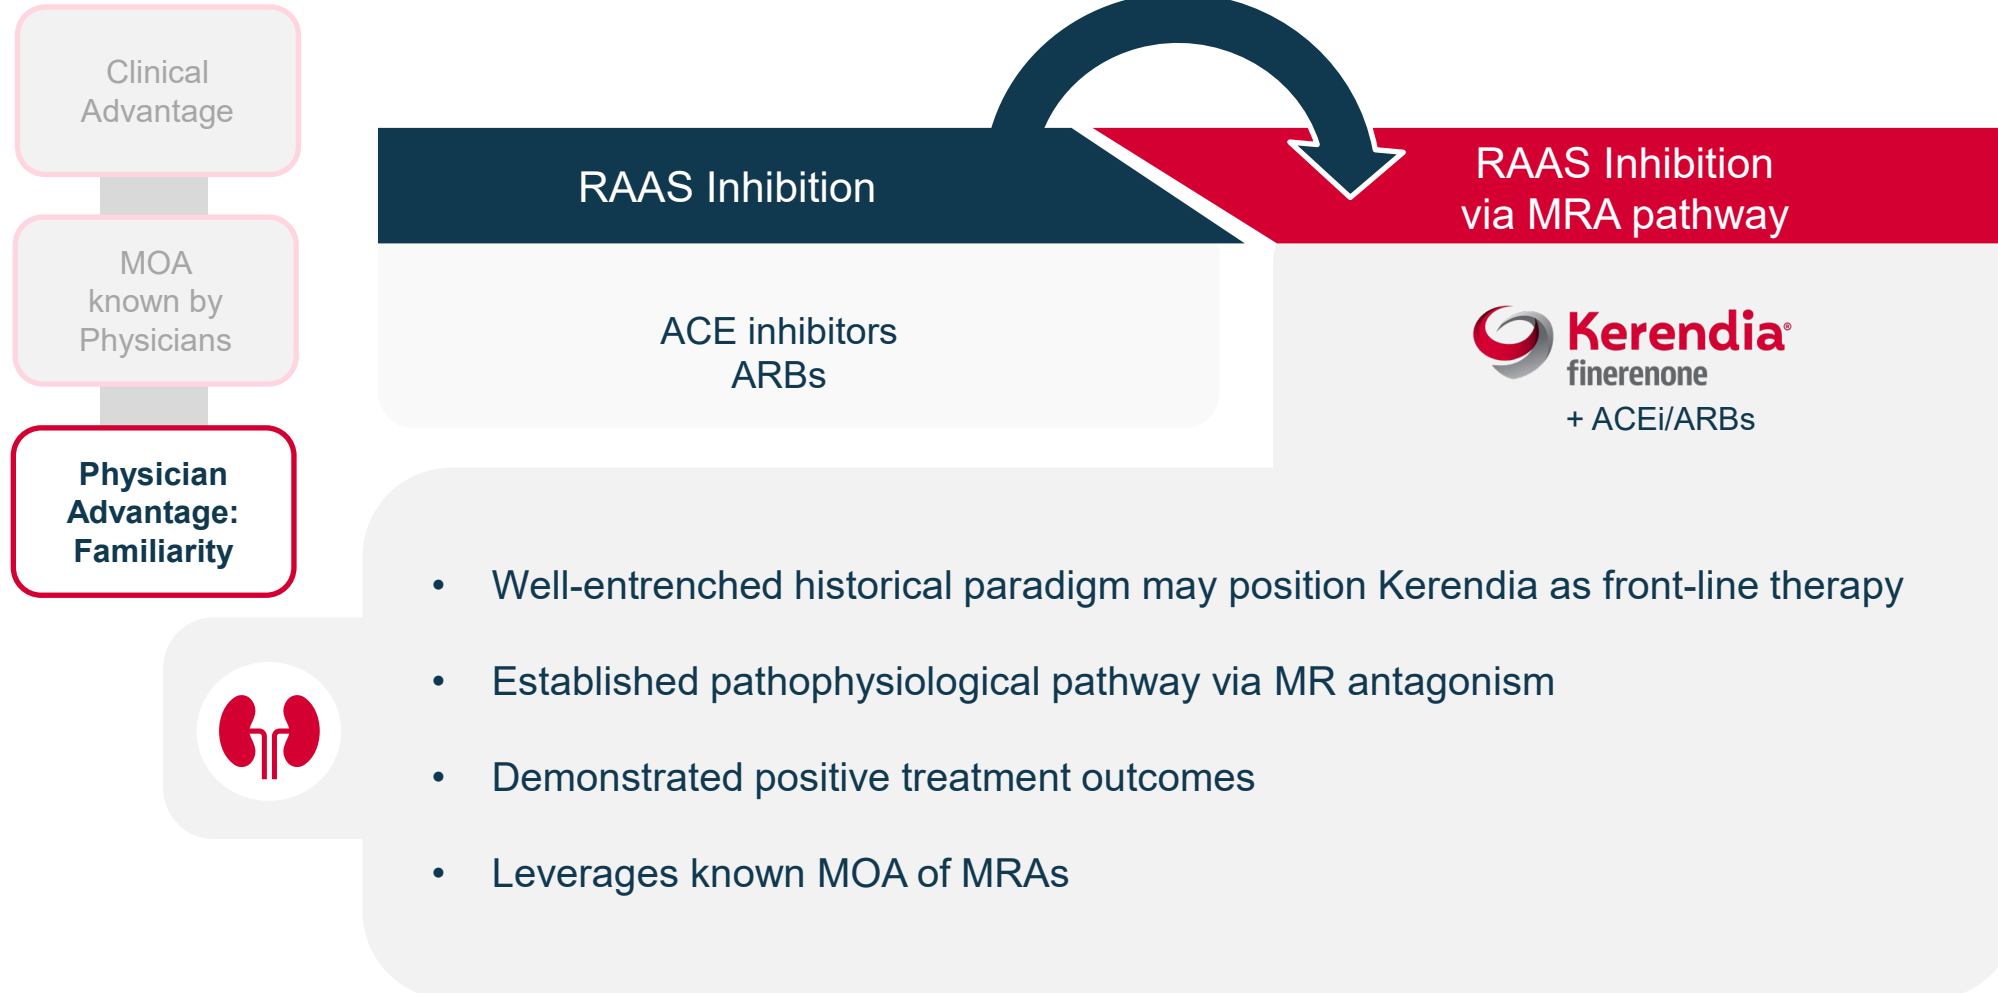 Clinical
Advantage
MOA
known by
Physicians
Physician
Advantage:
Familiarity
RAAS Inhibition
RAAS Inhibition
via MRA pathway
ACE inhibitors
ARBs
Kerendia®
finerenone
+ ACEi/ARBs
• Well-entrenched historical paradigm may position Kerendia as front-line therapy
• Established pathophysiological pathway via MR antagonism
• Demonstrated positive treatment outcomes
• Leverages known MOA of MRAs